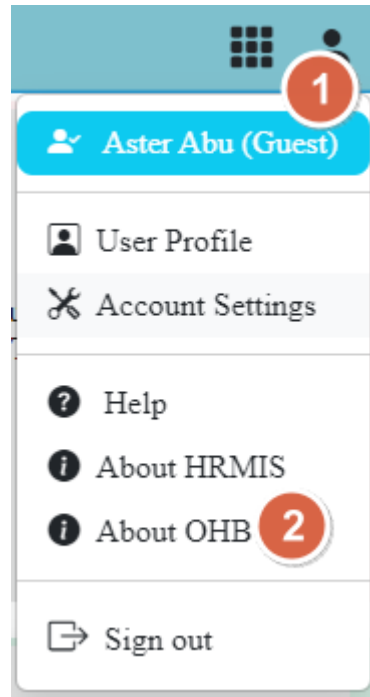 1
Aster Abu (Guest)
User Profile
Account Settings
Help
About HRMIS
About OHB 2
Sign out